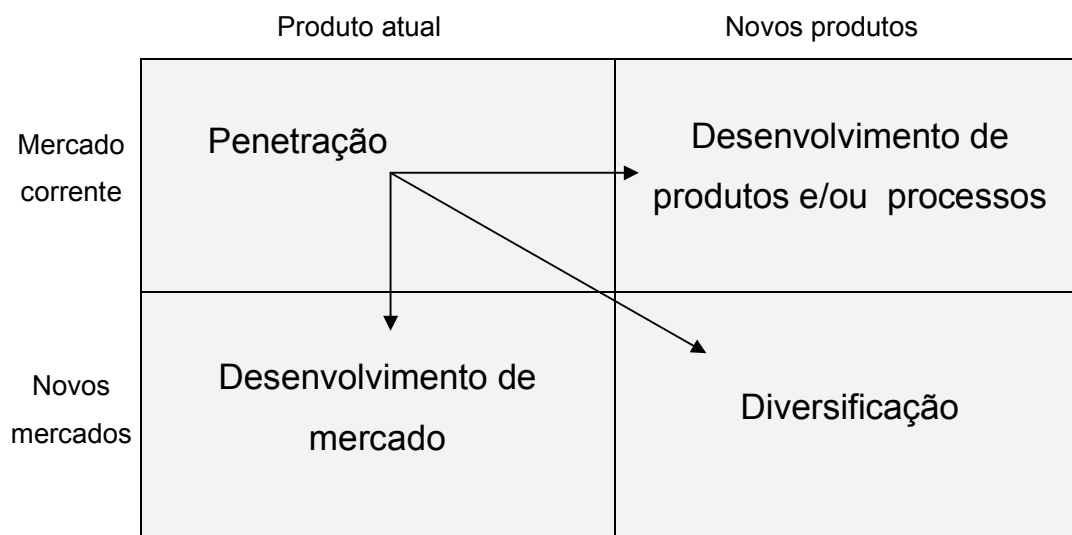 Produto atual
Novos produtos
Mercado
corrente
Penetração
Desenvolvimento de
produtos e/ou processos
Novos
mercados
Desenvolvimento de
mercado
Diversificação